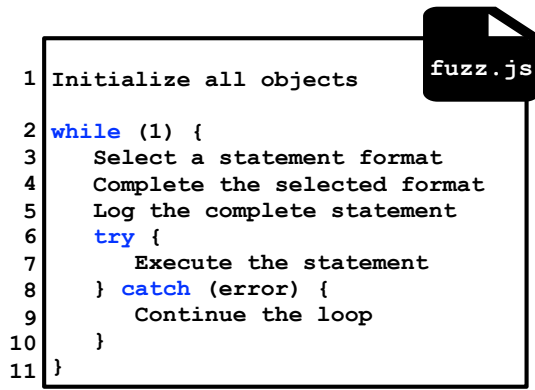 fuzz.js
1 Initialize all objects
2 while (1) {
3 Select a statement format
4 Complete the selected format
5 Log the complete statement
6 try {
7 Execute the statement
8 } catch (error) {
9 Continue the loop
10 }
11 }